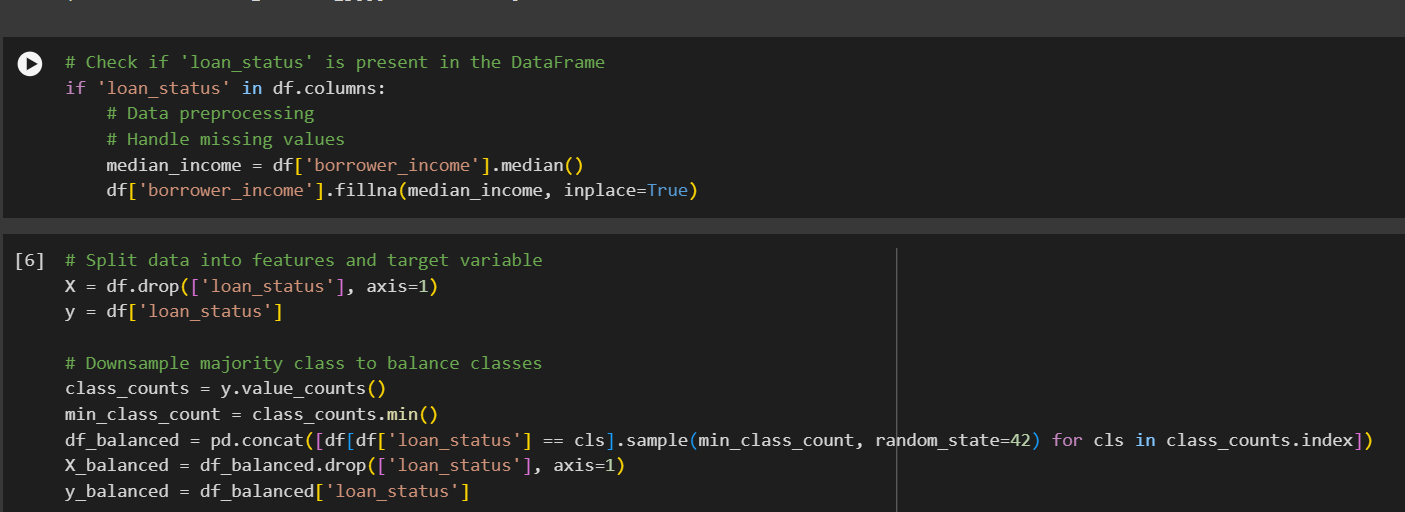 # Check if 'loan_status' is present in the DataFrame
if 'loan_status' in df.columns:
    # Data preprocessing
    # Handle missing values
    median_income = df['borrower_income'].median()
    df['borrower_income'].fillna(median_income, inplace=True)
[6] # Split data into features and target variable
X = df.drop(['loan_status'], axis=1)
y = df['loan_status']
# Downsample majority class to balance classes
class_counts = y.value_counts()
min_class_count = class_counts.min()
df_balanced = pd.concat([df[df['loan_status'] == cls].sample(min_class_count, random_state=42) for cls in class_counts.index])
X_balanced = df_balanced.drop(['loan_status'], axis=1)
y_balanced = df_balanced['loan_status']